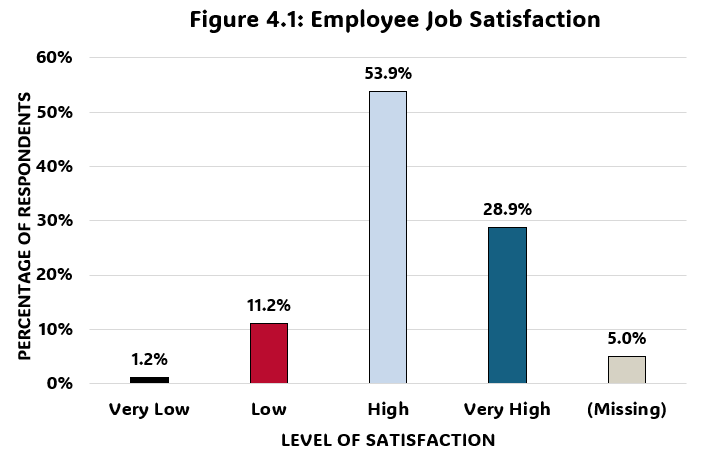 Figure 4.1: Employee Job Satisfaction
PERCENTAGE OF RESPONDENTS
60%
50%
40%
30%
20%
10%
0%
1.2%
11.2%
53.9%
28.9%
5.0%
Very Low
Low
High
Very High
(Missing)
LEVEL OF SATISFACTION